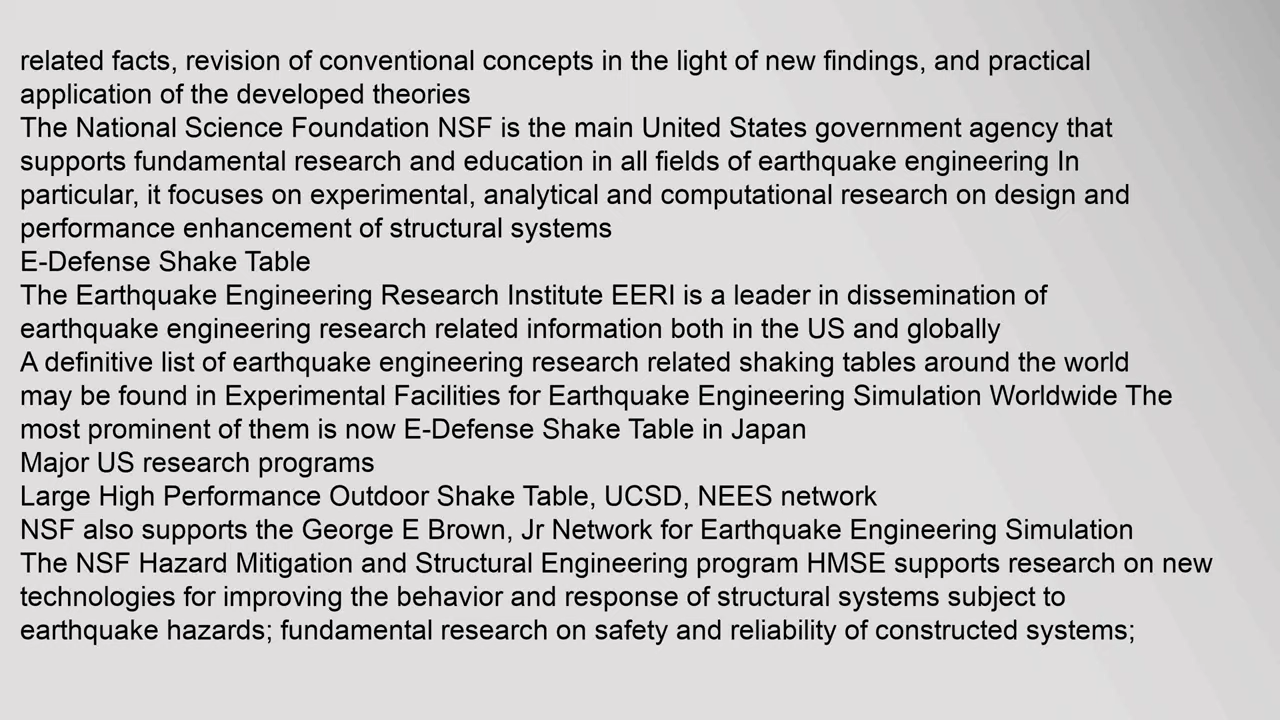 related facts, revision of conventional concepts in the light of new findings, and practical
application of the developed theories
The National Science Foundation NSF is the main United States government agency that
supports fundamental research and education in all fields of earthquake engineering In
particular, it focuses on experimental, analytical and computational research on design and
performance enhancement of structural systems
E-Defense Shake Table
The Earthquake Engineering Research Institute EERI is a leader in dissemination of
earthquake engineering research related information both in the US and globally
A definitive list of earthquake engineering research related shaking tables around the world
may be found in Experimental Facilities for Earthquake Engineering Simulation Worldwide The
most prominent of them is now E-Defense Shake Table in Japan
Major US research programs
Large High Performance Outdoor Shake Table, UCSD, NEES network
NSF also supports the George E Brown, Jr Network for Earthquake Engineering Simulation
The NSF Hazard Mitigation and Structural Engineering program HMSE supports research on new
technologies for improving the behavior and response of structural systems subject to
earthquake hazards; fundamental research on safety and reliability of constructed systems;